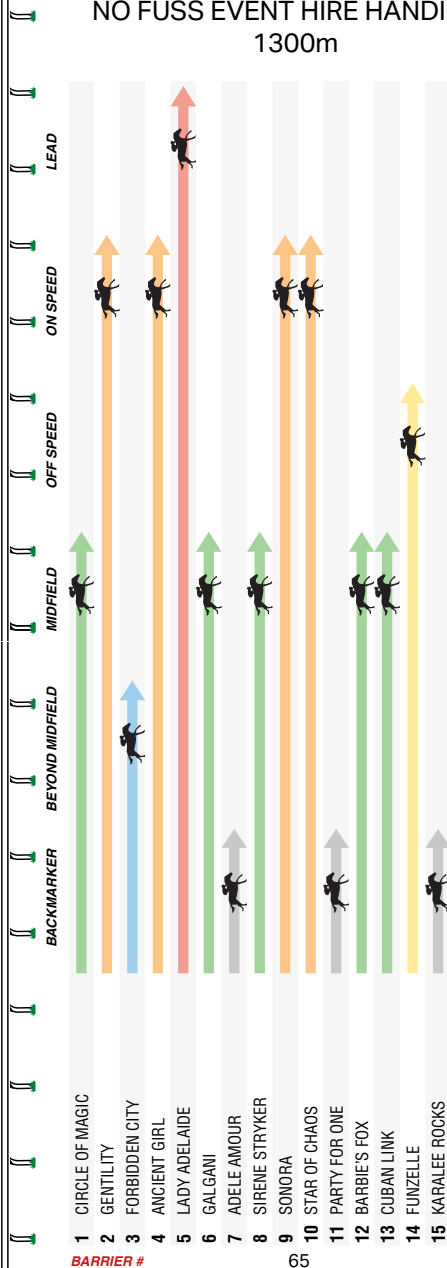 NO FUSS EVENT HIRE HANDI
1300m
LEAD
ON SPEED
OFF SPEED
MIDFIELD
BEYOND MIDFIELD
BACKMARKER
1 CIRCLE OF MAGIC
2 GENTILITY
3 FORBIDDEN CITY
4 ANCIENT GIRL
5 LADY ADELAIDE
6 GALGANI
7 ADELE AMOUR
8 SIRENE STRYKER
9 SONORA
10 STAR OF CHAOS
11 PARTY FOR ONE
12 BARBIE'S FOX
13 CUBAN LINK
14 FUNZELLE
15 KARALEE ROCKS
BARRIER #
65